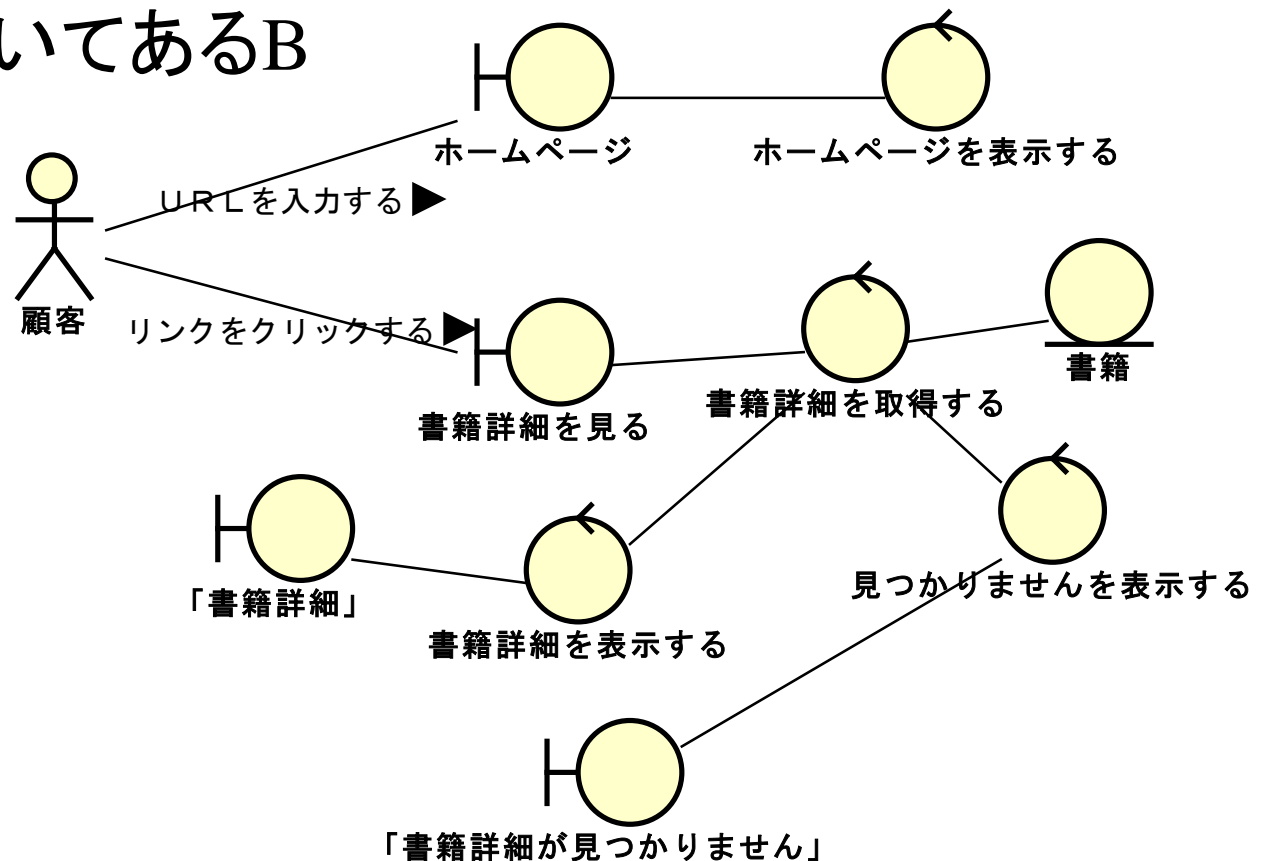 いてあるB
ホームページ
ホームページを表示する
URLを入力する
顧客
リンクをクリックする
書籍
書籍詳細を取得する
書籍詳細を見る
見つかりませんを表示する
「書籍詳細」
書籍詳細を表示する
「書籍詳細が見つかりません」